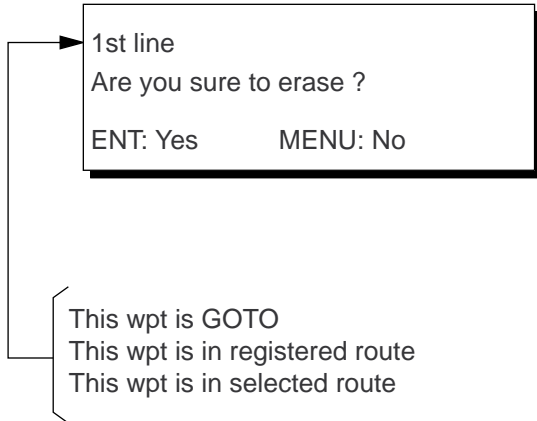 1st line
Are you sure to erase ?
ENT: Yes MENU: No
This wpt is GOTO
This wpt is in registered route
This wpt is in selected route